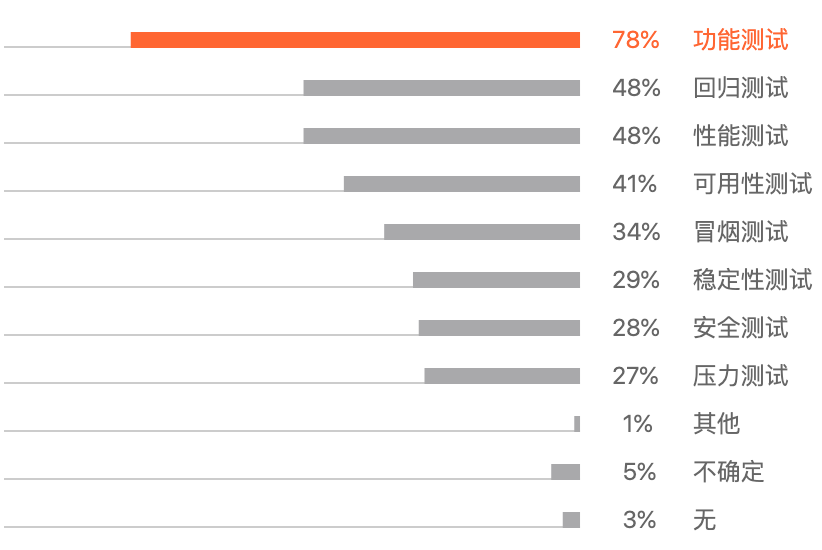 78% 功能测试
48% 回归测试
48% 性能测试
41% 可用性测试
34% 冒烟测试
29% 稳定性测试
28% 安全测试
27% 压力测试
1% 其他
5% 不确定
3% 无